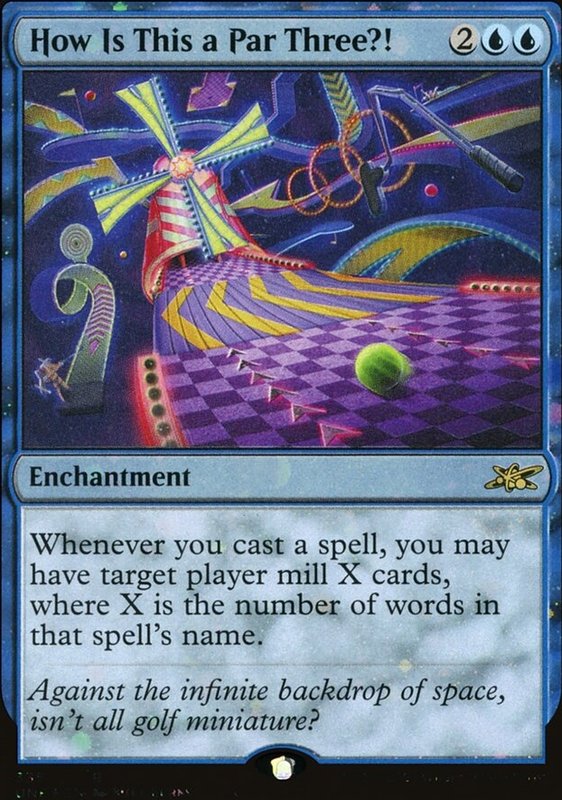 How Is This a Par Three?! 2
Enchantment
Whenever you cast a spell, you may
have target player mill X cards,
where X is the number of words in
that spell's name.
Against the infinite backdrop of space,
isn't all golf miniature?